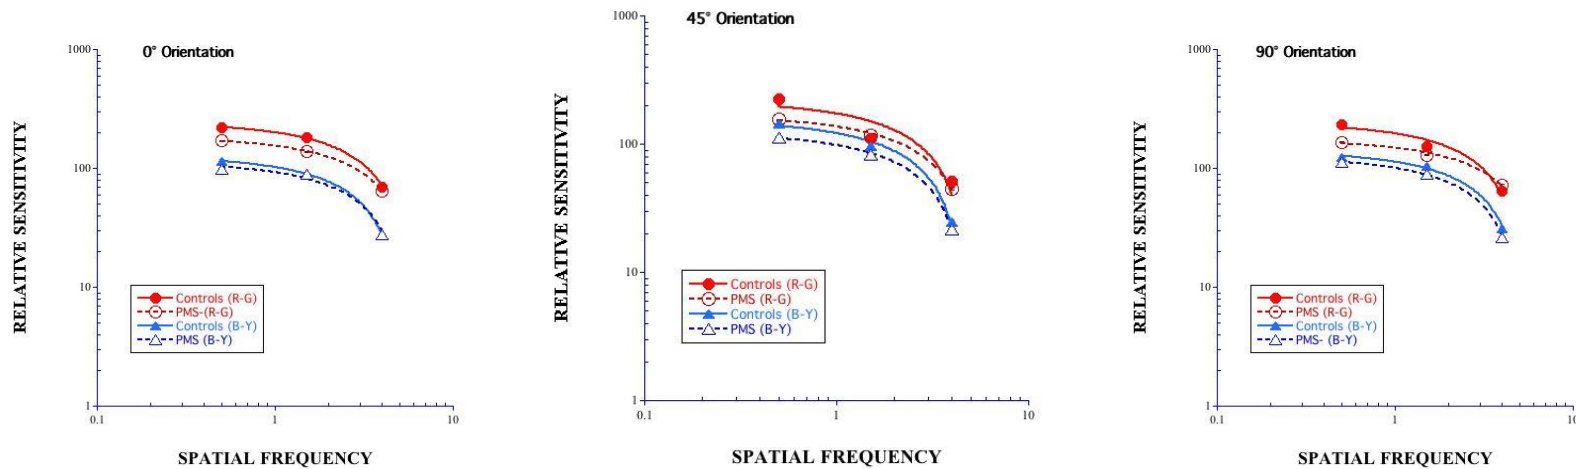 0° Orientation
RELATIVE SENSITIVITY
1000
100
10
1
0.1
1
10
Controls (R-G)
PMS-(R-G)
Controls (B-Y)
PMS (B-Y)
SPATIAL FREQUENCY
45° Orientation
RELATIVE SENSITIVITY
1000
100
10
1
0.1
1
10
Controls (R-G)
PMS (R-G)
Controls (B-Y)
PMS (B-Y)
SPATIAL FREQUENCY
90° Orientation
RELATIVE SENSITIVITY
1000
100
10
1
0.1
1
10
Controls (R-G)
PMS (R-G)
Controls (B-Y)
PMS- (B-Y)
SPATIAL FREQUENCY